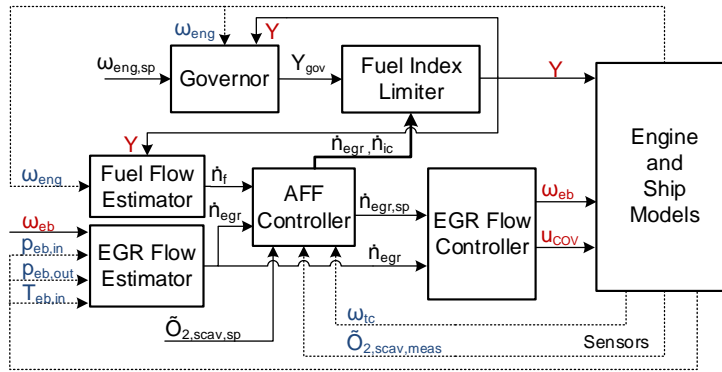 ω_eng
Y
ω_eng,sp
Governor
Y_gov
Fuel Index
Limiter
Y
Y
ṅ_egr, ṅ_ic
Engine
and
Ship
Models
ω_eng
Fuel Flow
Estimator
ṅ_f
AFF
Controller
ṅ_egr
ṅ_egr,sp
EGR Flow
Controller
ω_eb
u_COV
ω_eb
p_eb,in
p_eb,out
T_eb,in
EGR Flow
Estimator
ṅ_egr
Õ_2,scav,sp
ω_tc
Õ_2,scav,meas
Sensors